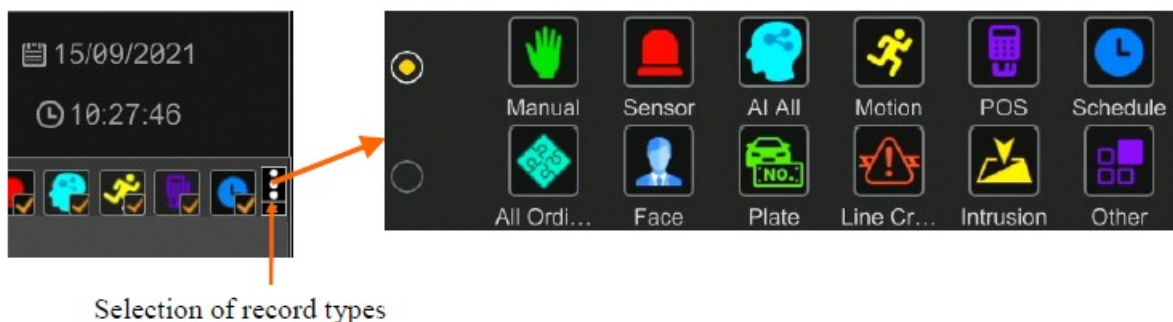 15/09/2021
10:27:46
Manual Sensor AI All Motion POS Schedule
NO.
All Ordi... Face Plate Line Cr... Intrusion Other
Selection of record types